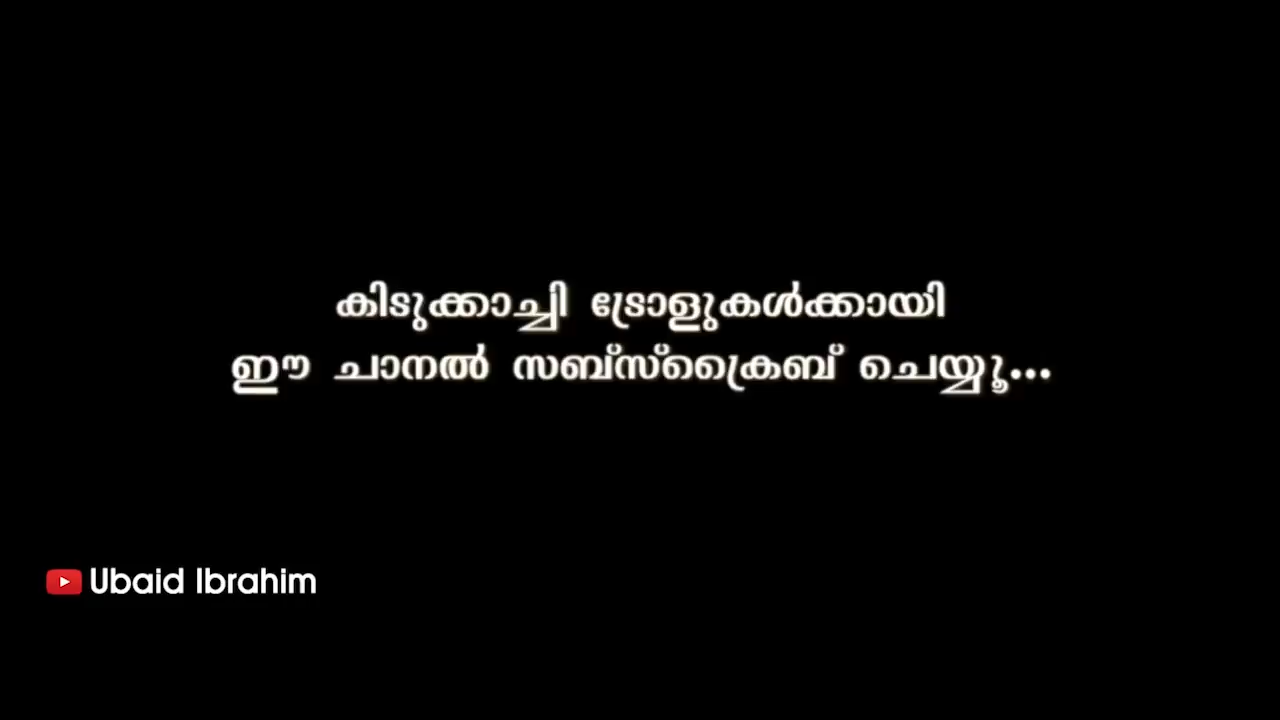 കിടുക്കാച്ചി ട്രോളുകൾക്കായി
ഈ ചാനൽ സബ്സ്ക്രൈബ് ചെയ്യൂ...
Ubaid Ibrahim